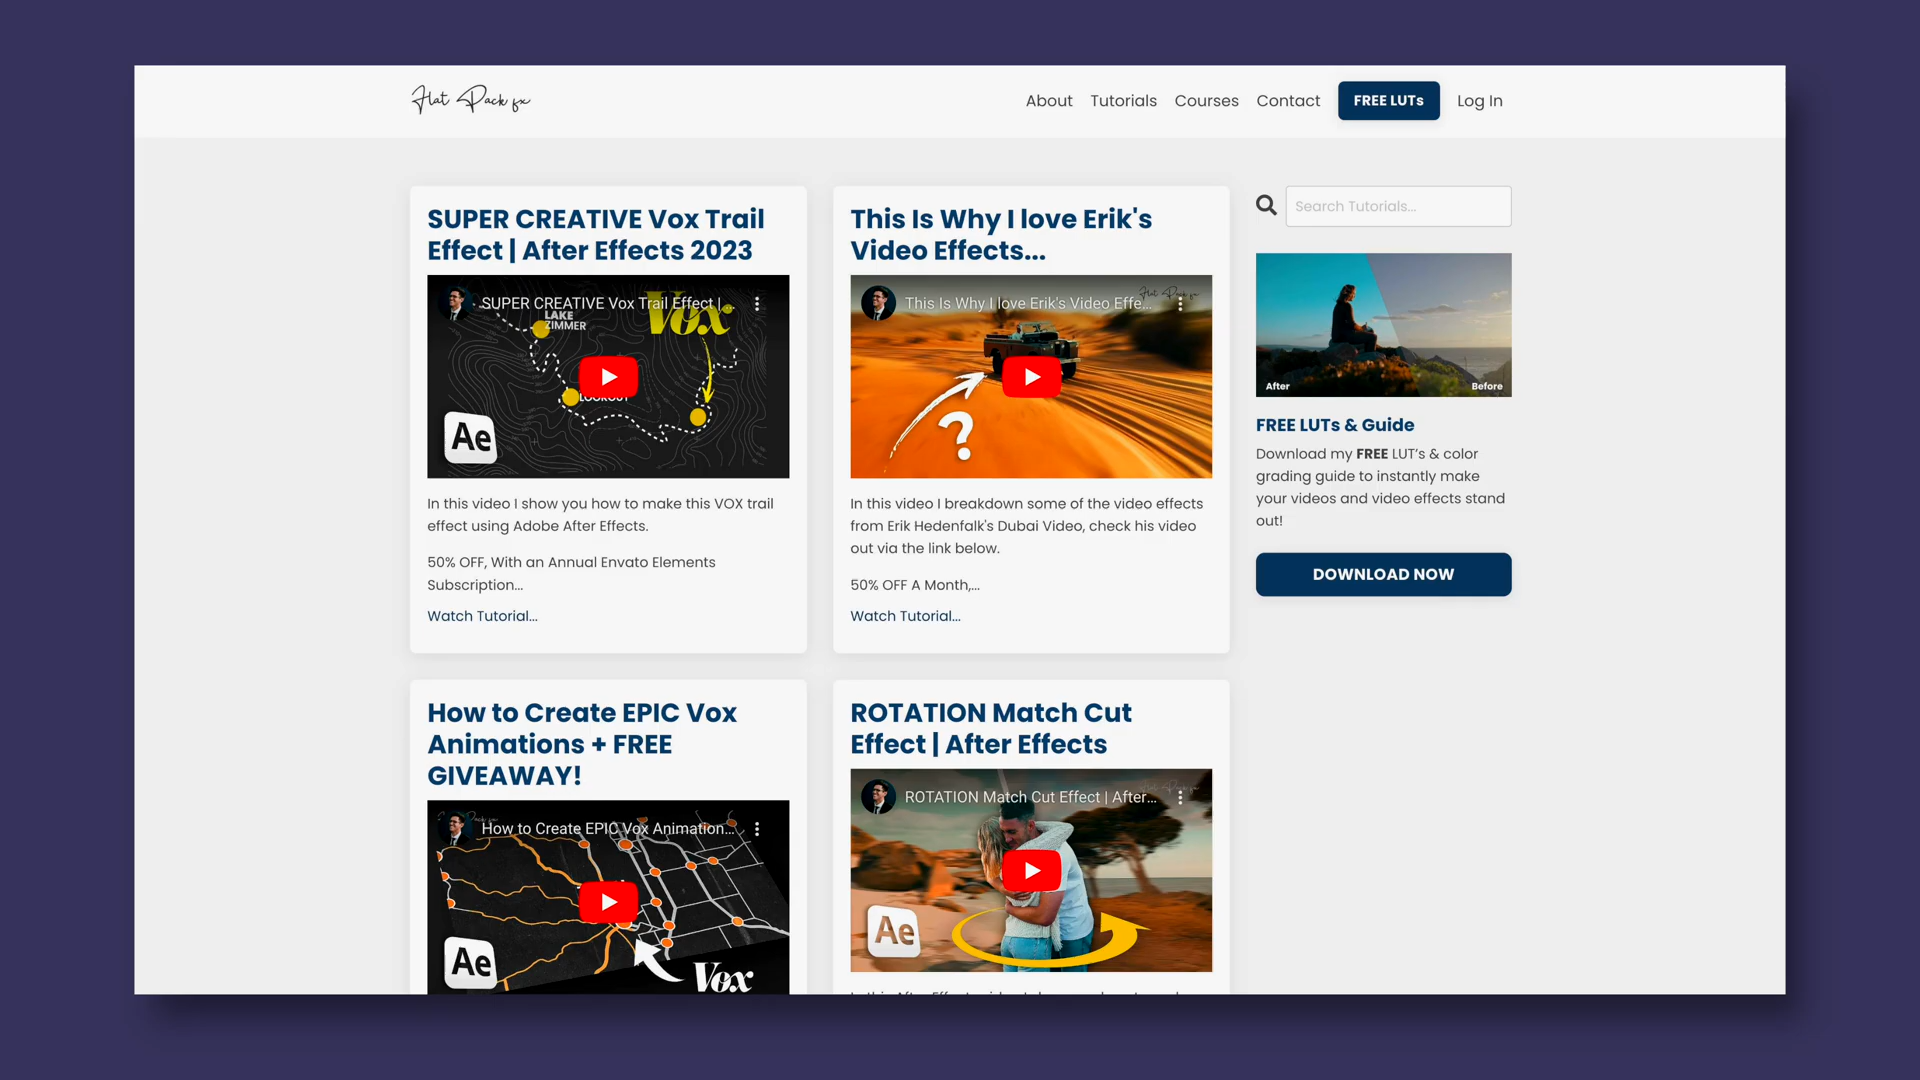 Flat Pack fx
About
Tutorials
Courses
Contact
FREE LUTs
Log In
SUPER CREATIVE Vox Trail
Effect | After Effects 2023
SUPER CREATIVE Vox Trail Effect |...
LAKE
ZIMMER
Vox
LOOKOUT
Ae
In this video I show you how to make this VOX trail
effect using Adobe After Effects.
50% OFF, With an Annual Envato Elements
Subscription...
Watch Tutorial...
This Is Why I love Erik's
Video Effects...
Flat Pack fx
This Is Why I love Erik's Video Effe...
?
In this video I breakdown some of the video effects
from Erik Hedenfalk's Dubai Video, check his video
out via the link below.
50% OFF A Month,...
Watch Tutorial...
Search Tutorials...
After
Before
FREE LUTs & Guide
Download my FREE LUT's & color
grading guide to instantly make
your videos and video effects stand
out!
DOWNLOAD NOW
How to Create EPIC Vox
Animations + FREE
GIVEAWAY!
How to Create EPIC Vox Animation...
Ae
Vox
ROTATION Match Cut
Effect | After Effects
ROTATION Match Cut Effect | After...
Ae